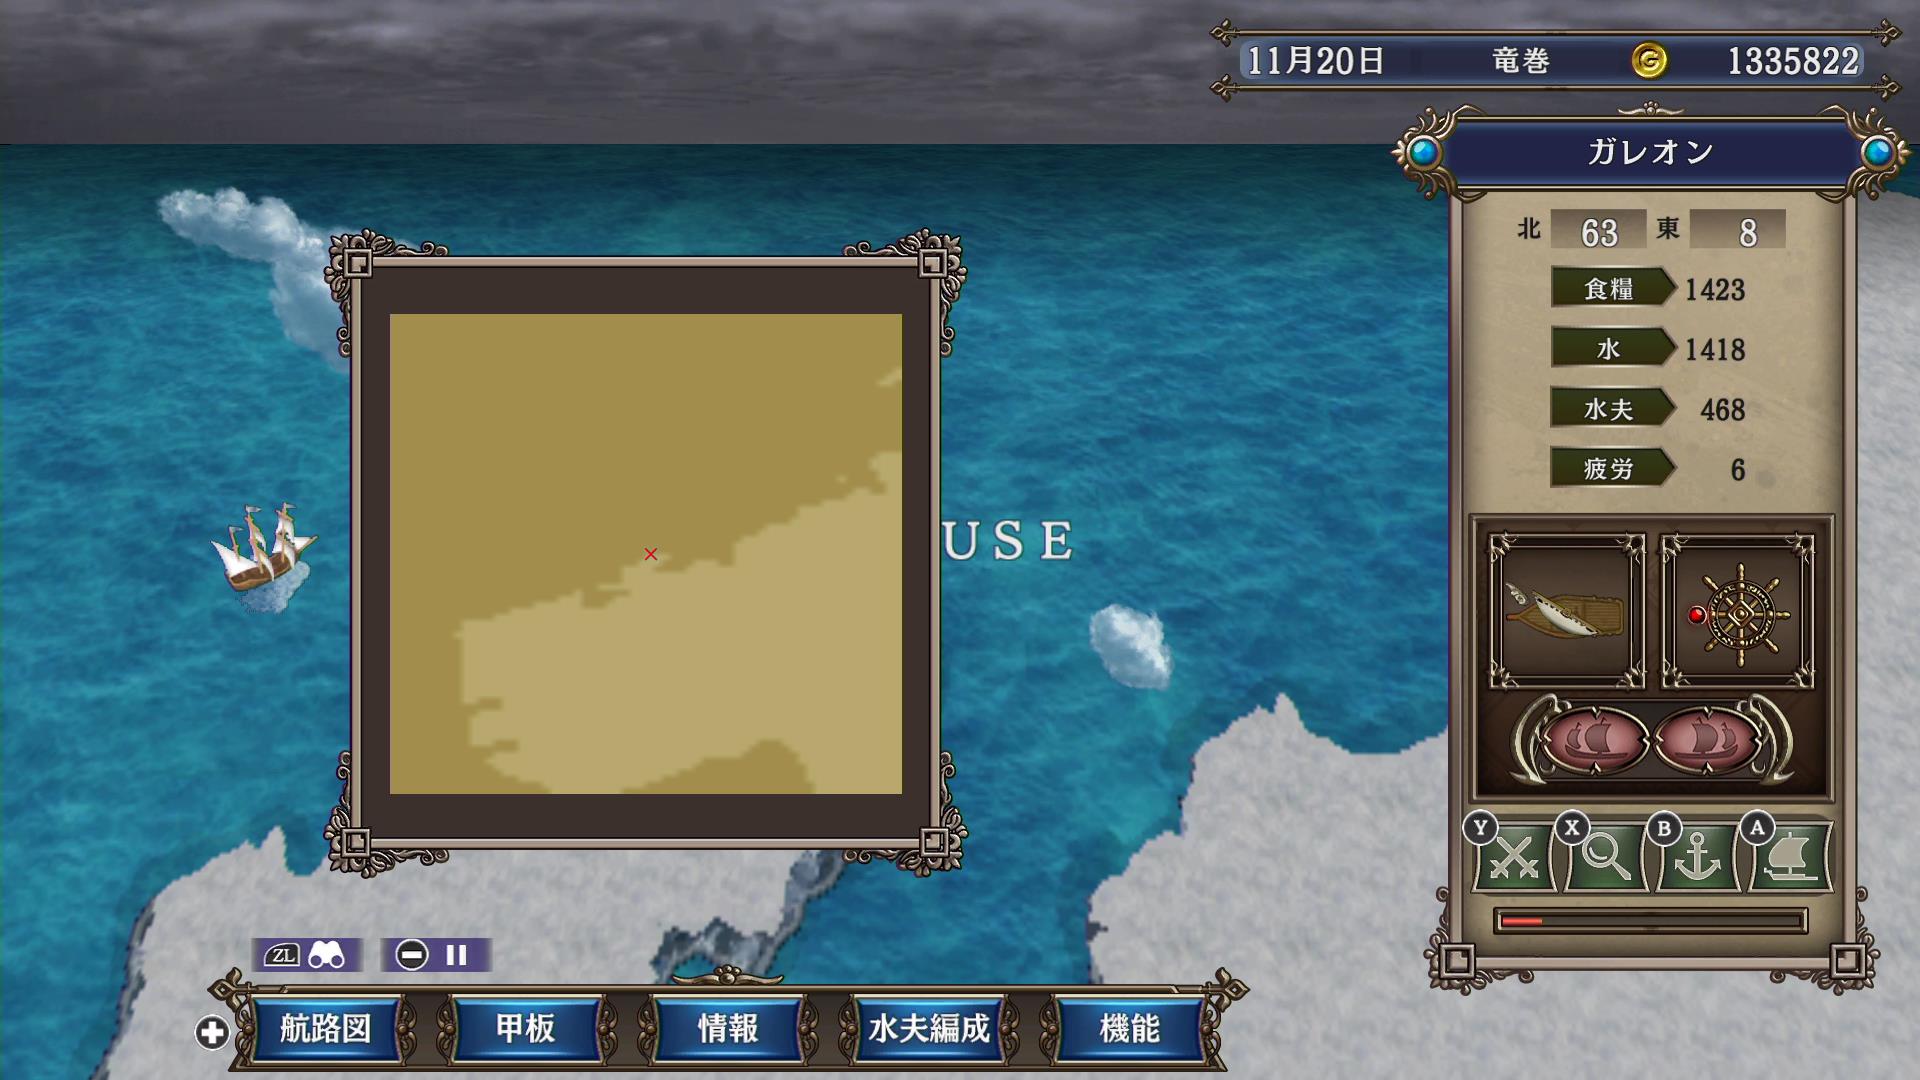 11月20日 竜巻 G 1335822
ガレオン
北 63 東 8
食糧 1423
水 1418
水夫 468
疲労 6
USE
Y X B A
ZL
航路図 甲板 情報 水夫編成 機能